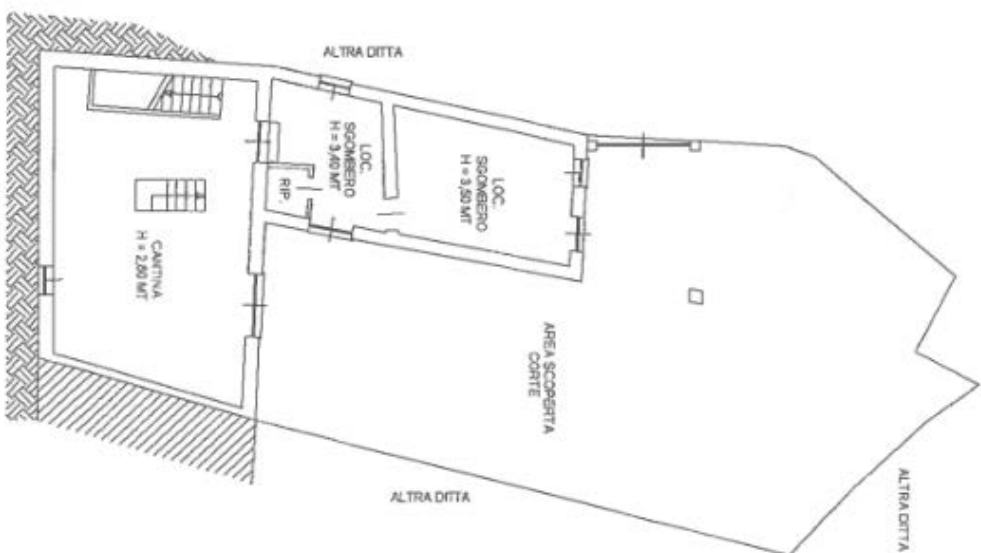 ALTRA DITTA
LOC.
SGOMBERO
H = 3,40 MT
LOC.
SGOMBERO
H = 3,50 MT
RIP.
CANTINA
H = 2,80 MT
AREA SCOPERTA
CORTE
ALTRA DITTA
ALTRA DITTA